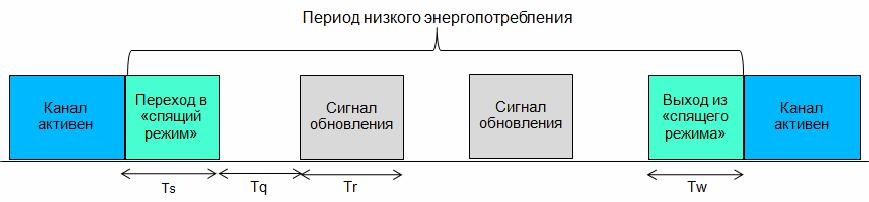 Период низкого энергопотребления
Канал
активен
Переход в
«спящий
режим»
Сигнал
обновления
Сигнал
обновления
Выход из
«спящего
режима»
Канал
активен
Ts
Tq
Tr
Tw